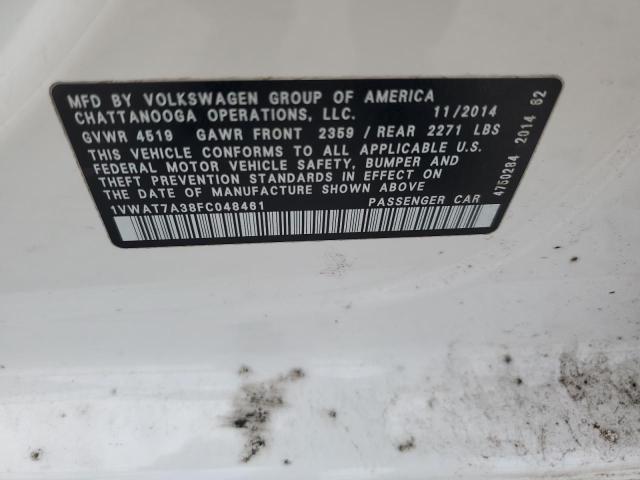 MFD BY VOLKSWAGEN GROUP OF AMERICA
CHATTANOOGA OPERATIONS, LLC. 11/2014
GVWR 4519 GAWR FRONT 2359/REAR 2271 LBS
THIS VEHICLE CONFORMS TO ALL APPLICABLE U.S.
FEDERAL MOTOR VEHICLE SAFETY, BUMPER AND
THEFT PREVENTION STANDARDS IN EFFECT ON
THE DATE OF MANUFACTURE SHOWN ABOVE
1VWAT7A38FC048461 PASSENGER CAR
4750284 2014 82